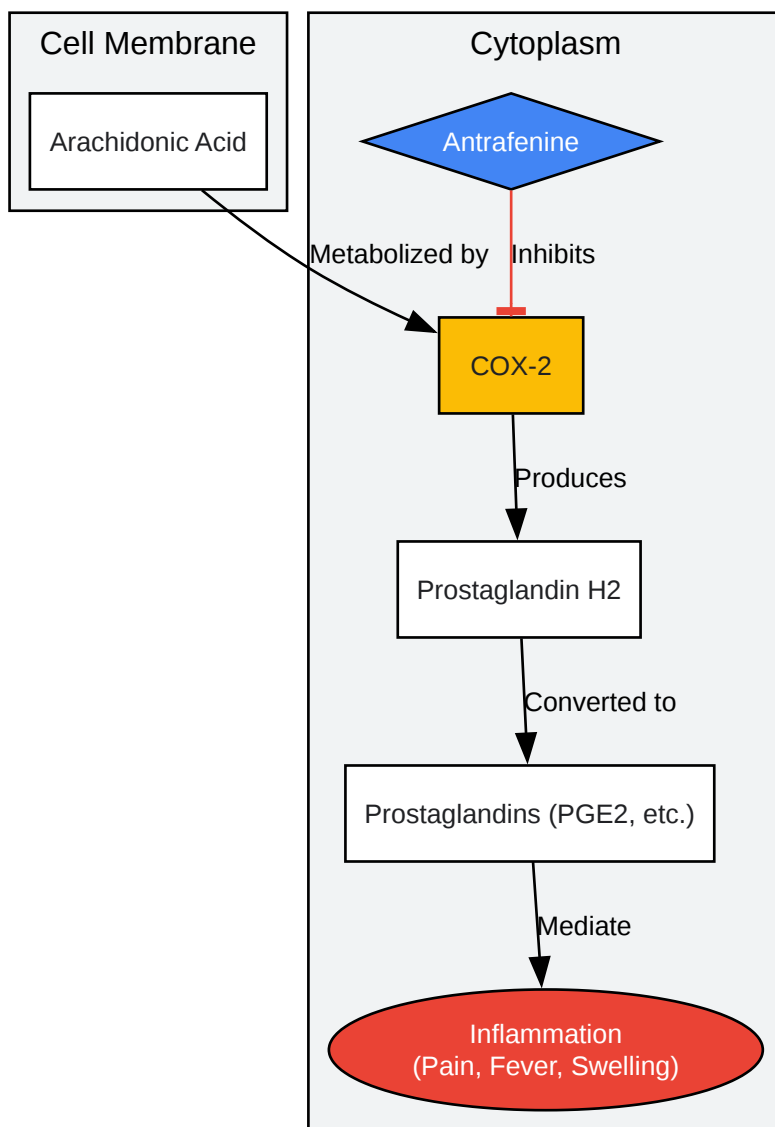 Cell Membrane
Cytoplasm
Arachidonic Acid
Antrafenine
Metabolized by
Inhibits
COX-2
Produces
Prostaglandin H2
Converted to
Prostaglandins (PGE2, etc.)
Mediate
Inflammation
(Pain, Fever, Swelling)